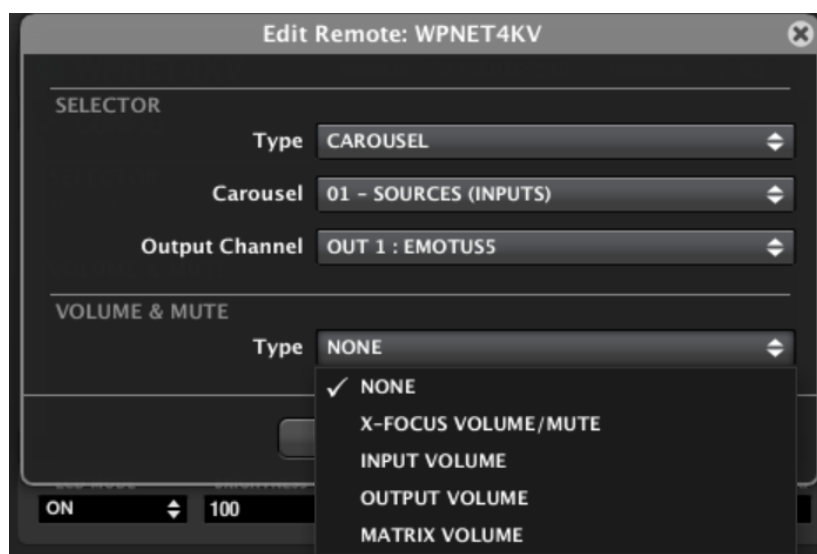 Edit Remote: WPNET4KV
SELECTOR
Type CAROUSEL
Carousel 01 – SOURCES (INPUTS)
Output Channel OUT 1 : EMOTUS5
VOLUME & MUTE
Type NONE
✓ NONE
X-FOCUS VOLUME/MUTE
INPUT VOLUME
OUTPUT VOLUME
MATRIX VOLUME
ON 100